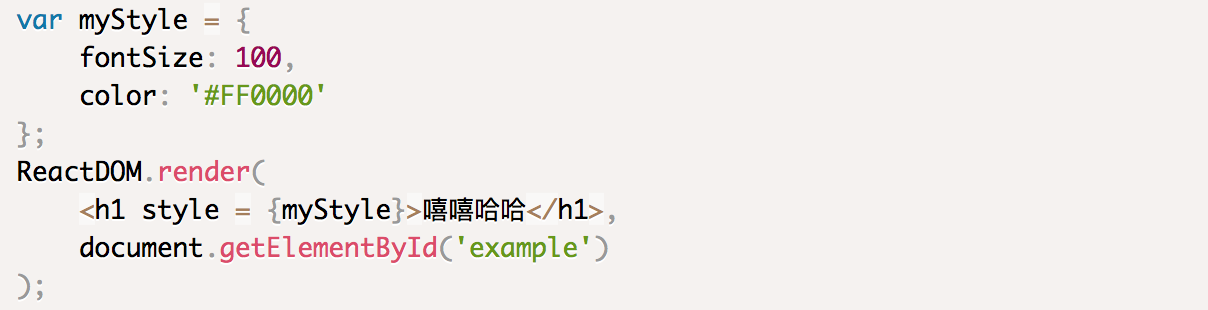 var myStyle = {
    fontSize: 100,
    color: '#FF0000'
};
ReactDOM.render(
    <h1 style = {myStyle}>嘻嘻哈哈</h1>,
    document.getElementById('example')
);